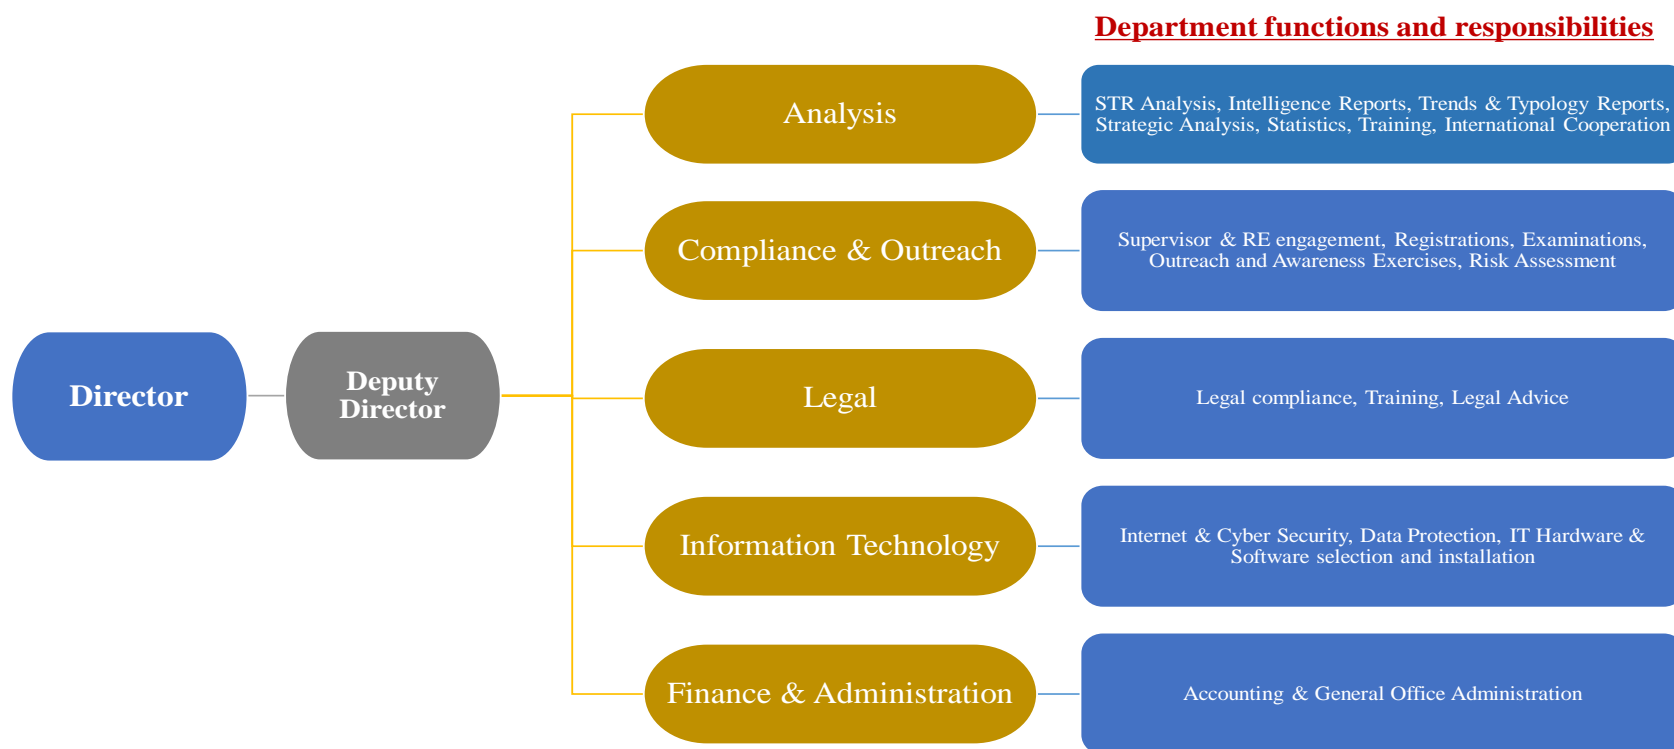 Department functions and responsibilities
Director
Deputy
Director
Analysis
STR Analysis, Intelligence Reports, Trends & Typology Reports,
Strategic Analysis, Statistics, Training, International Cooperation
Compliance & Outreach
Supervisor & RE engagement, Registrations, Examinations,
Outreach and Awareness Exercises, Risk Assessment
Legal
Legal compliance, Training, Legal Advice
Information Technology
Internet & Cyber Security, Data Protection, IT Hardware &
Software selection and installation
Finance & Administration
Accounting & General Office Administration